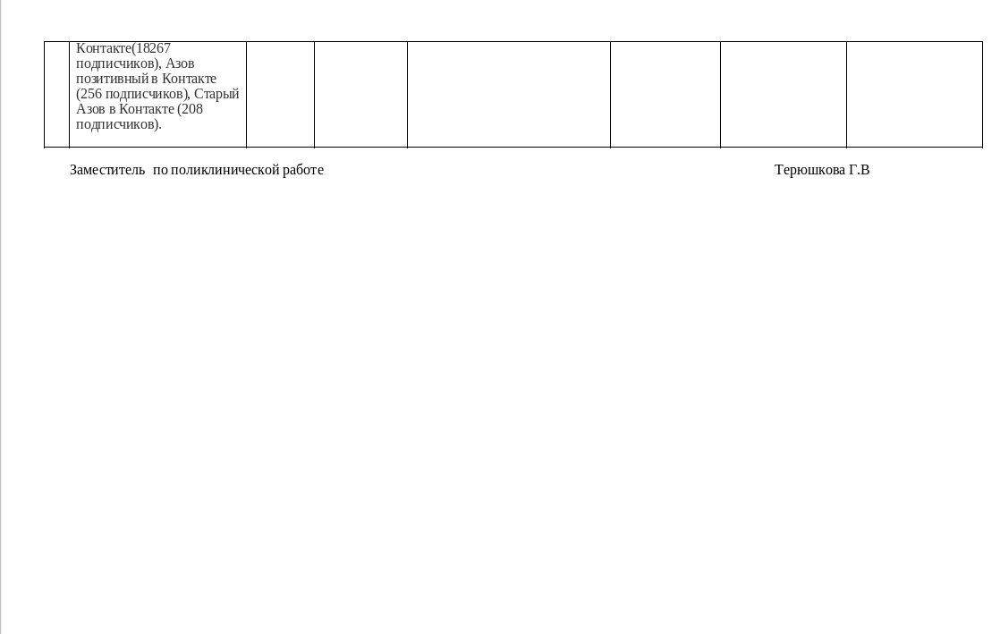 Контакте(18267
подписчиков), Азов
позитивный в Контакте
(256 подписчиков), Старый
Азов в Контакте (208
подписчиков).
Заместитель  по поликлинической работе Терюшкова Г.В